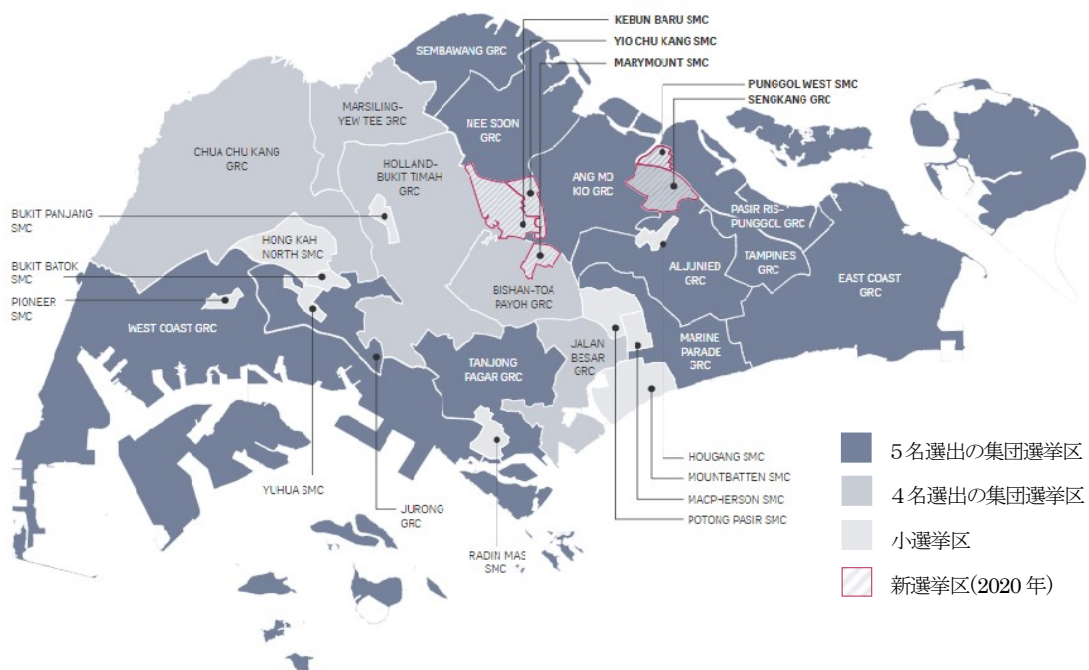 KEBUN BARU SMC
YIO CHU KANG SMC
MARYMOUNT SMC
PUNGGOL WEST SMC
SENGKANG GRC
SEMBAWANG GRC
MARSILING-
YEW TEE GRC
NEE SOON
GRC
CHUA CHU KANG
GRC
HOLLAND-
BUKIT TIMAH
GRC
ANG MO
KIO GRC
PASIR RIS-
PUNGGOL GRC
BUKIT PANJANG
SMC
HONG KAH
NORTH SMC
BUKIT BATOK
SMC
PIONEER
SMC
WEST COAST GRC
BISHAN-TOA
PAYOH GRC
ALJUNIED
GRC
TAMPINES
GRC
EAST COAST
GRC
TANJONG
PAGAR GRC
JALAN
BESAR
GRC
MARINE
PARADE
GRC
YUHUA SMC
JURONG
GRC
RADIN MAS
SMC
HOUGANG SMC
MOUNTBATTEN SMC
MACPHERSON SMC
POTONG PASIR SMC
5名選出の集団選挙区
4名選出の集団選挙区
小選挙区
新選挙区(2020 年)